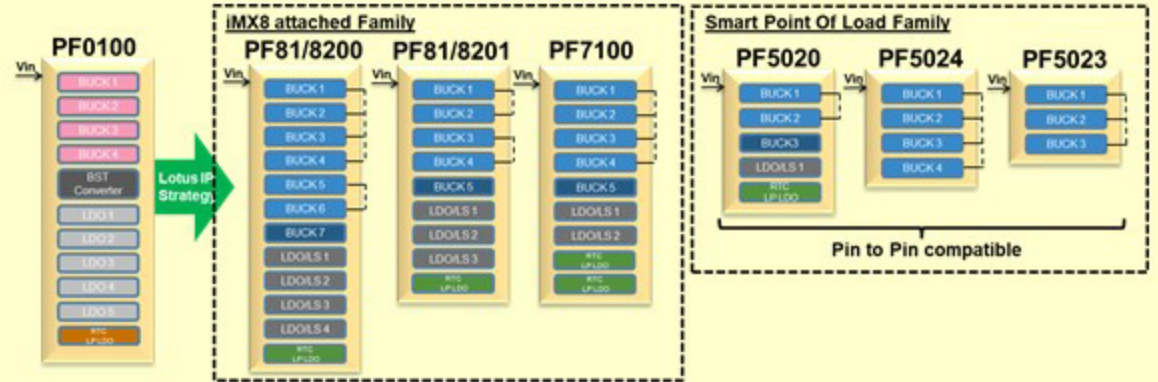 iMX8 attached Family
Smart Point Of Load Family
PF0100
Vin
BUCK 1
BUCK 2
BUCK 3
BUCK 4
BST
Converter
LDO 1
LDO 2
LDO 3
LDO 4
LDO 5
RTC
LP LDO
Lotus IP
Strategy
PF81/8200
Vin
BUCK 1
BUCK 2
BUCK 3
BUCK 4
BUCK 5
BUCK 6
BUCK 7
LDO/LS 1
LDO/LS 2
LDO/LS 3
LDO/LS 4
RTC
LP LDO
PF81/8201
Vin
BUCK 1
BUCK 2
BUCK 3
BUCK 4
BUCK 5
LDO/LS 1
LDO/LS 2
LDO/LS 3
RTC
LP LDO
PF7100
Vin
BUCK 1
BUCK 2
BUCK 3
BUCK 4
BUCK 5
LDO/LS 1
LDO/LS 2
RTC
LP LDO
RTC
LP LDO
PF5020
Vin
BUCK 1
BUCK 2
BUCK3
LDO/LS 1
RTC
LP LDO
PF5024
Vin
BUCK 1
BUCK 2
BUCK 3
BUCK 4
PF5023
Vin
BUCK 1
BUCK 2
BUCK 3
Pin to Pin compatible